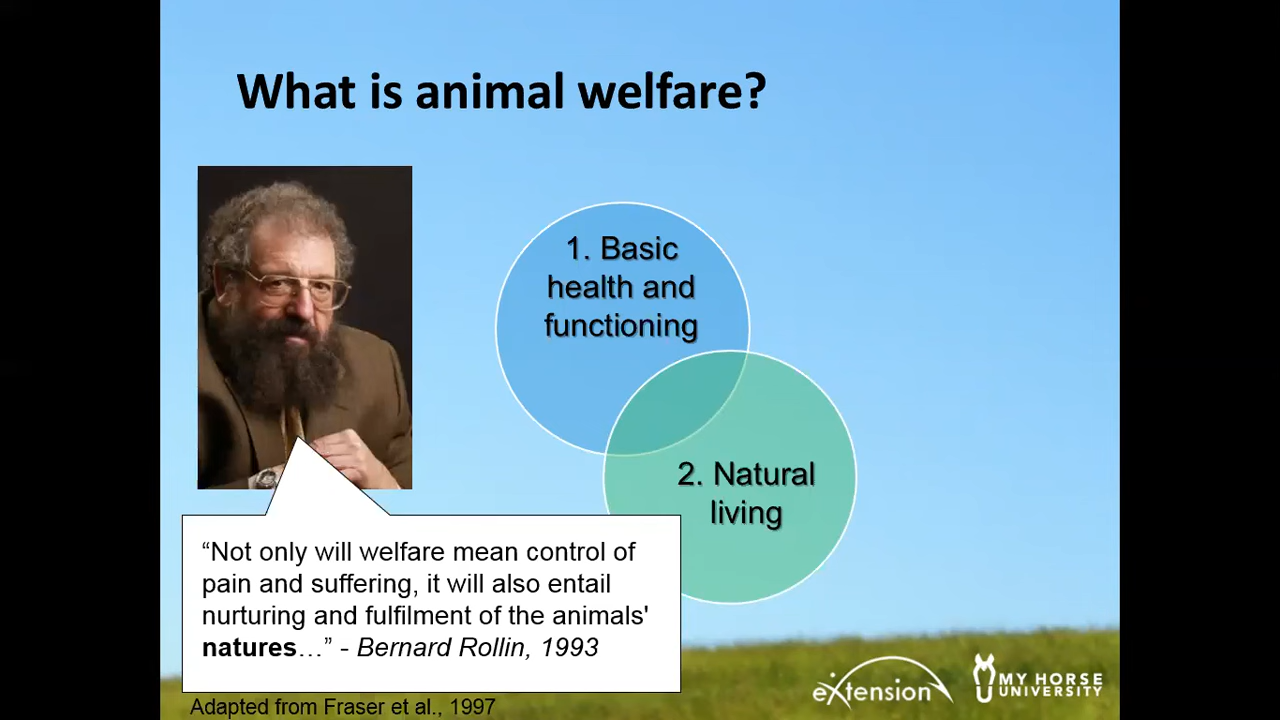 What is animal welfare?
1. Basic
health and
functioning
2. Natural
living
“Not only will welfare mean control of
pain and suffering, it will also entail
nurturing and fulfilment of the animals'
natures…” - Bernard Rollin, 1993
Adapted from Fraser et al., 1997
eXtension
MY HORSE
UNIVERSITY